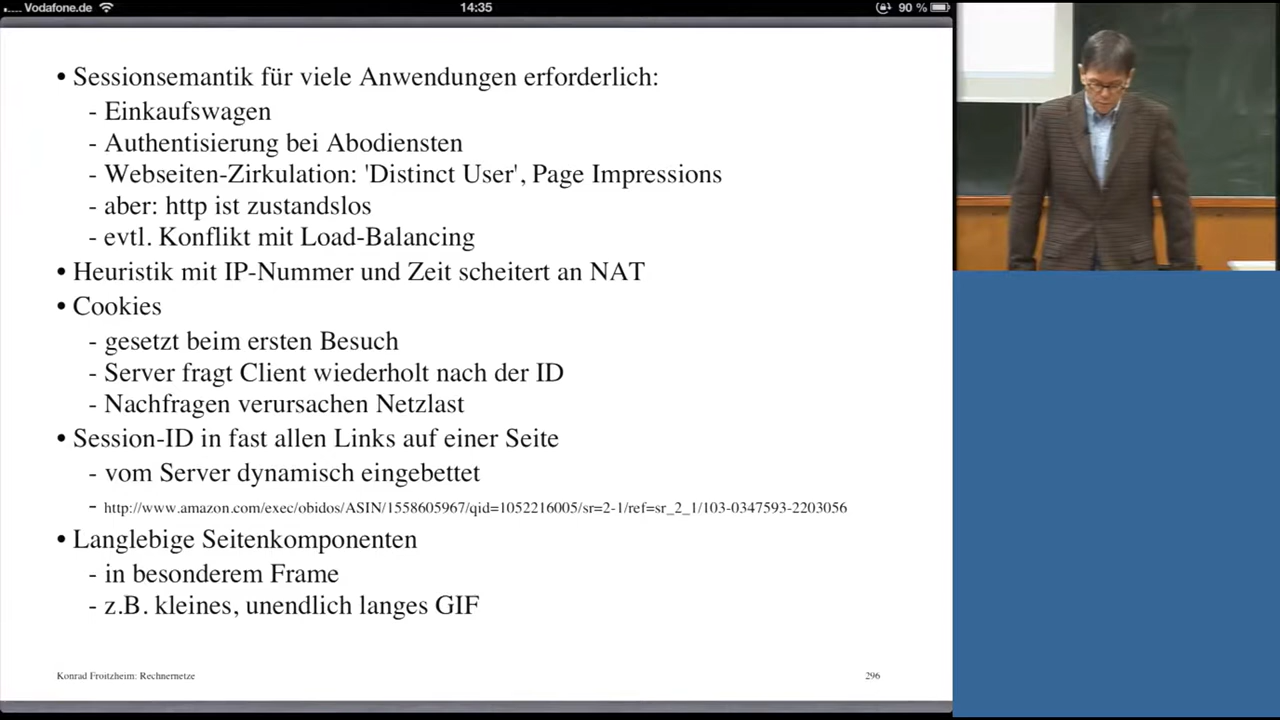 Vodafone.de 14:35 90 %
• Sessionsemantik für viele Anwendungen erforderlich:
- Einkaufswagen
- Authentisierung bei Abodiensten
- Webseiten-Zirkulation: 'Distinct User', Page Impressions
- aber: http ist zustandslos
- evtl. Konflikt mit Load-Balancing
• Heuristik mit IP-Nummer und Zeit scheitert an NAT
• Cookies
- gesetzt beim ersten Besuch
- Server fragt Client wiederholt nach der ID
- Nachfragen verursachen Netzlast
• Session-ID in fast allen Links auf einer Seite
- vom Server dynamisch eingebettet
- http://www.amazon.com/exec/obidos/ASIN/1558605967/qid=1052216005/sr=2-1/ref=sr_2_1/103-0347593-2203056
• Langlebige Seitenkomponenten
- in besonderem Frame
- z.B. kleines, unendlich langes GIF
Konrad Froitzheim: Rechnernetze 296